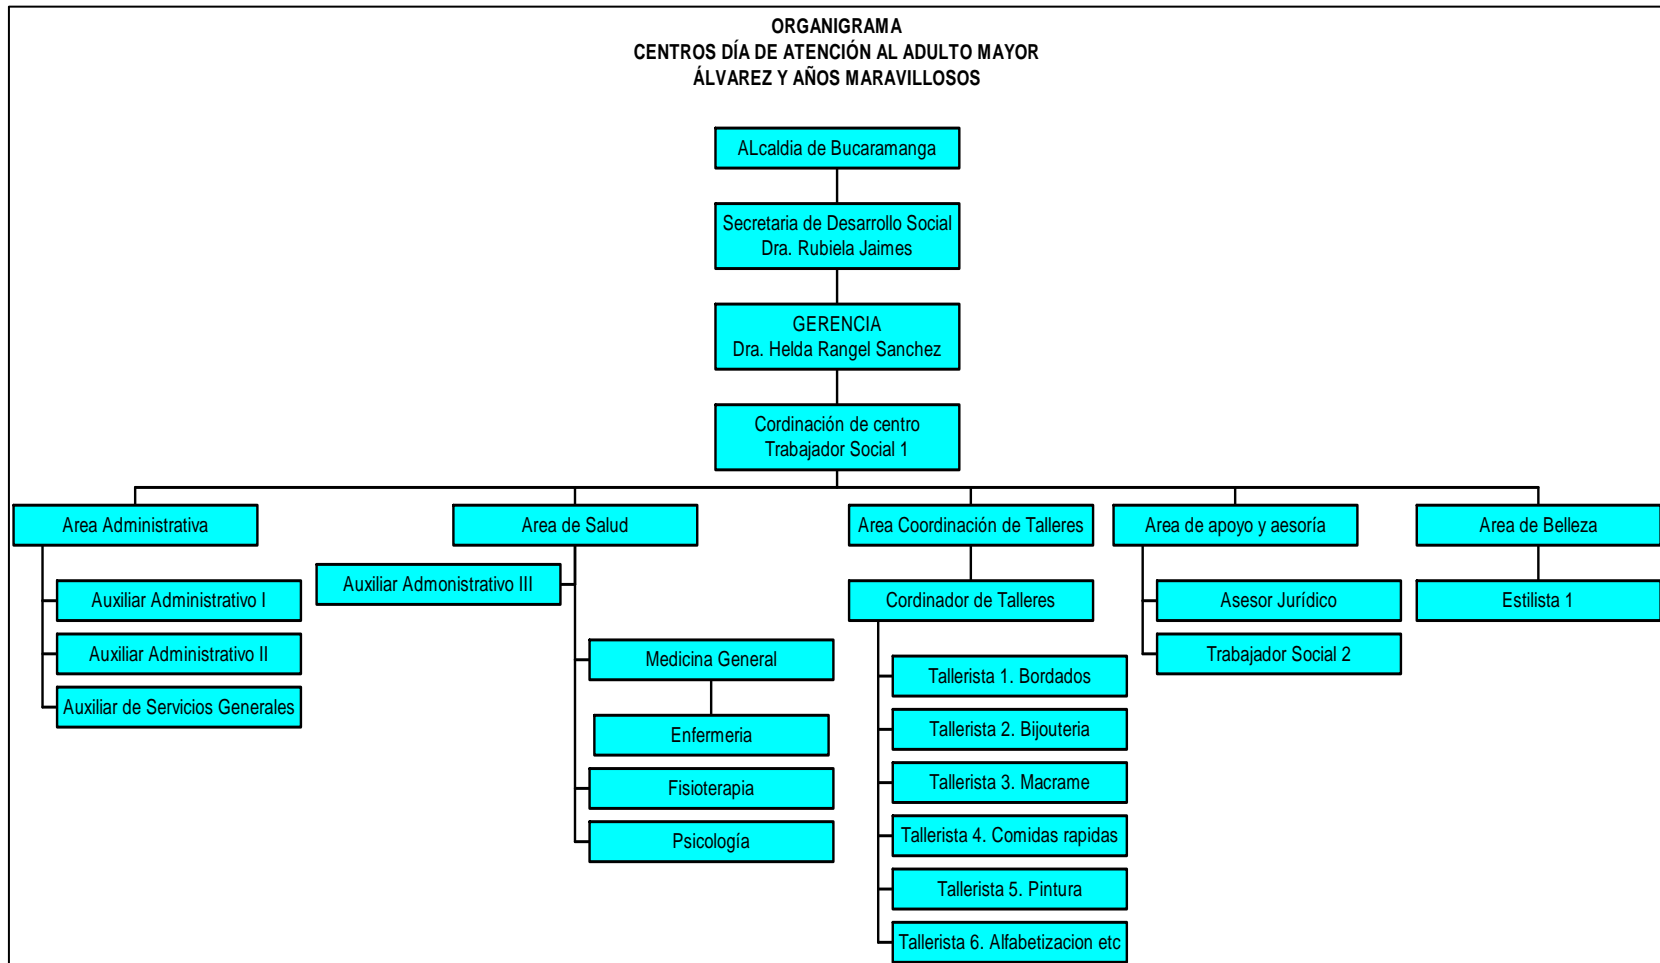 ORGANIGRAMA
CENTROS DÍA DE ATENCIÓN AL ADULTO MAYOR
ÁLVAREZ Y AÑOS MARAVILLOSOS
ALcaldia de Bucaramanga
Secretaria de Desarrollo Social
Dra. Rubiela Jaimes
GERENCIA
Dra. Helda Rangel Sanchez
Cordinación de centro
Trabajador Social 1
Area Administrativa
Auxiliar Administrativo I
Auxiliar Administrativo II
Auxiliar de Servicios Generales
Area de Salud
Auxiliar Admonistrativo III
Medicina General
Enfermeria
Fisioterapia
Psicología
Area Coordinación de Talleres
Cordinador de Talleres
Tallerista 1. Bordados
Tallerista 2. Bijouteria
Tallerista 3. Macrame
Tallerista 4. Comidas rapidas
Tallerista 5. Pintura
Tallerista 6. Alfabetizacion etc
Area de apoyo y aesoría
Asesor Jurídico
Trabajador Social 2
Area de Belleza
Estilista 1